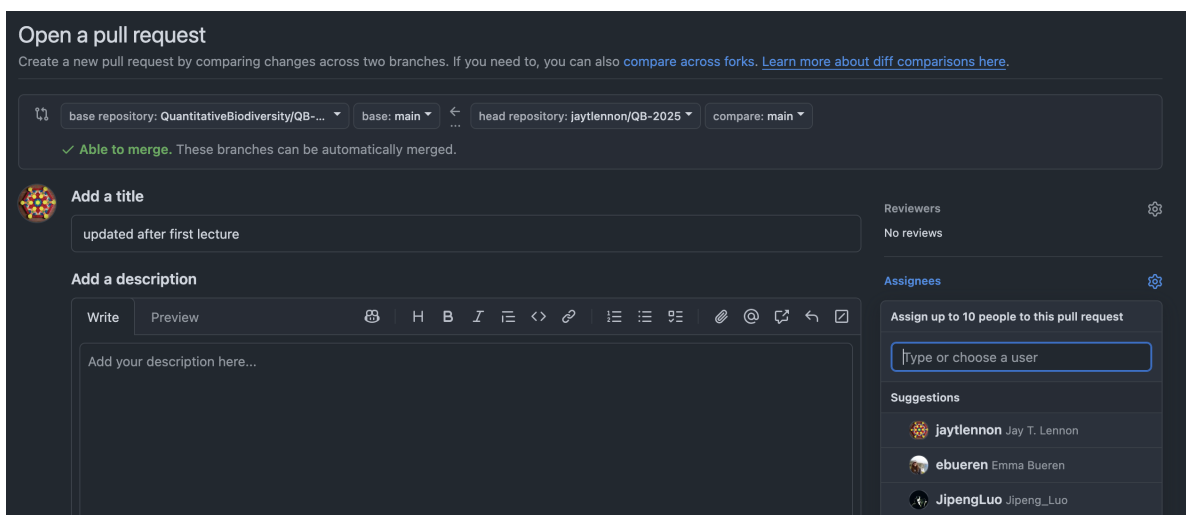 Open a pull request
Create a new pull request by comparing changes across two branches. If you need to, you can also compare across forks. Learn more about diff comparisons here.
base repository: QuantitativeBiodiversity/QB-... base: main ← ... head repository: jaytlennon/QB-2025 compare: main
✓ Able to merge. These branches can be automatically merged.
Add a title
updated after first lecture
Add a description
Write Preview H B I
Add your description here...
Reviewers
No reviews
Assignees
Assign up to 10 people to this pull request
Type or choose a user
Suggestions
jaytlennon Jay T. Lennon
ebueren Emma Bueren
JipengLuo Jipeng_Luo